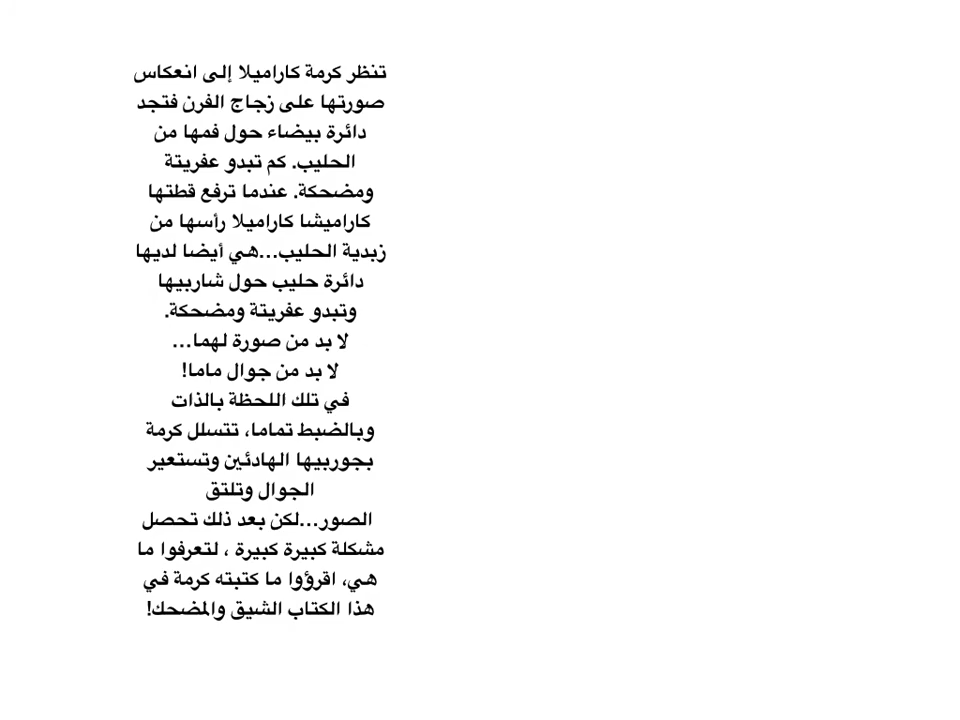 تنظر كرمة كاراميلا إلى انعكاس
صورتها على زجاج الفرن فتجد
دائرة بيضاء حول فمها من
الحليب. كم تبدو عفريتة
ومضحكة. عندما ترفع قطتها
كاراميشا كاراميلا رأسها من
زبدية الحليب...هي أيضا لديها
دائرة حليب حول شاربيها
وتبدو عفريتة ومضحكة.
لا بد من صورة لهما...
لا بد من جوال ماما!
في تلك اللحظة بالذات
وبالضبط تماما، تتسلل كرمة
بجوربيها الهادئين وتستعير
الجوال وتلتق
الصور...لكن بعد ذلك تحصل
مشكلة كبيرة كبيرة ، لتعرفوا ما
هي، اقرؤوا ما كتبته كرمة في
هذا الكتاب الشيق والمضحك!